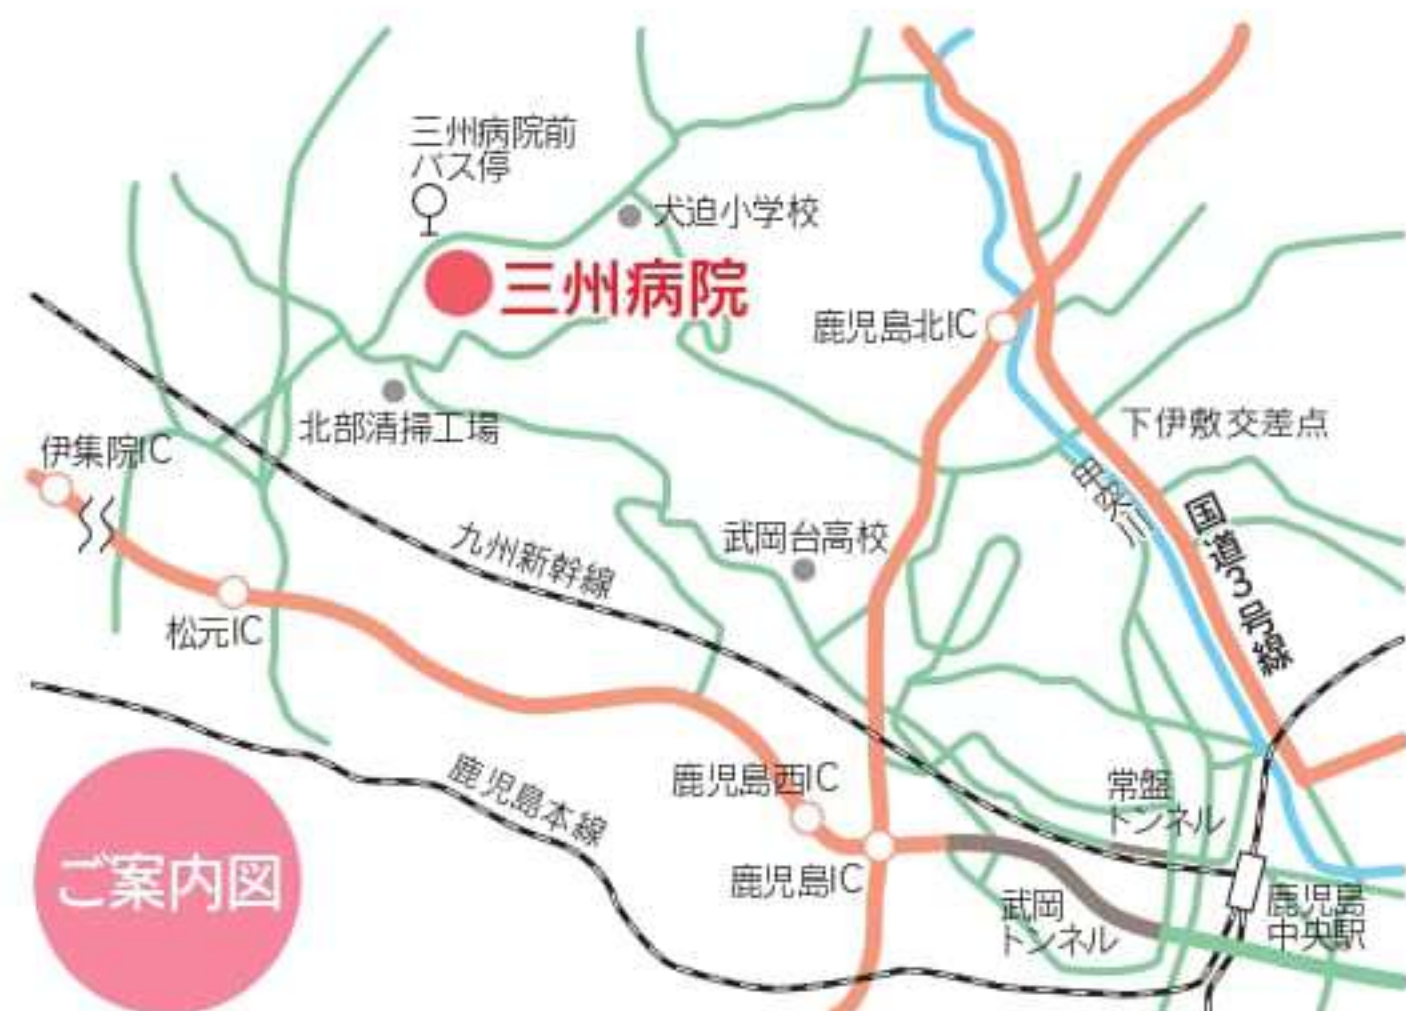 三州病院前
バス停
犬迫小学校
三州病院
鹿児島北IC
北部清掃工場
下伊敷交差点
伊集院IC
甲突川
国道3号線
九州新幹線
武岡台高校
松元IC
鹿児島西IC
常盤
トンネル
鹿児島本線
ご案内図
鹿児島IC
武岡
トンネル
鹿児島
中央駅